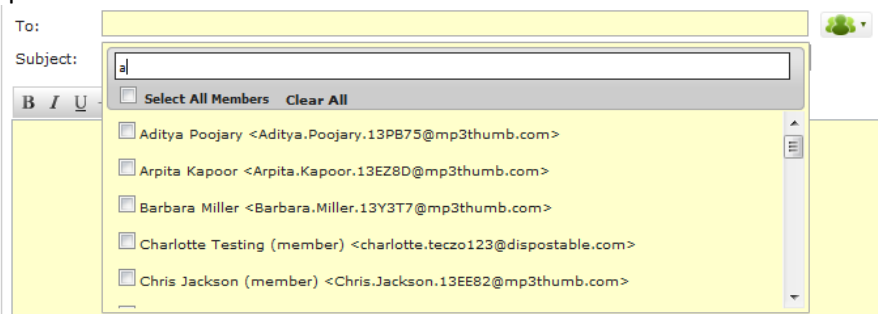 To:
Subject:
a
Select All Members Clear All
B I U
Aditya Poojary <Aditya.Poojary.13PB75@mp3thumb.com>
Arpita Kapoor <Arpita.Kapoor.13EZ8D@mp3thumb.com>
Barbara Miller <Barbara.Miller.13Y3T7@mp3thumb.com>
Charlotte Testing (member) <charlotte.teczo123@dispostable.com>
Chris Jackson (member) <Chris.Jackson.13EE82@mp3thumb.com>